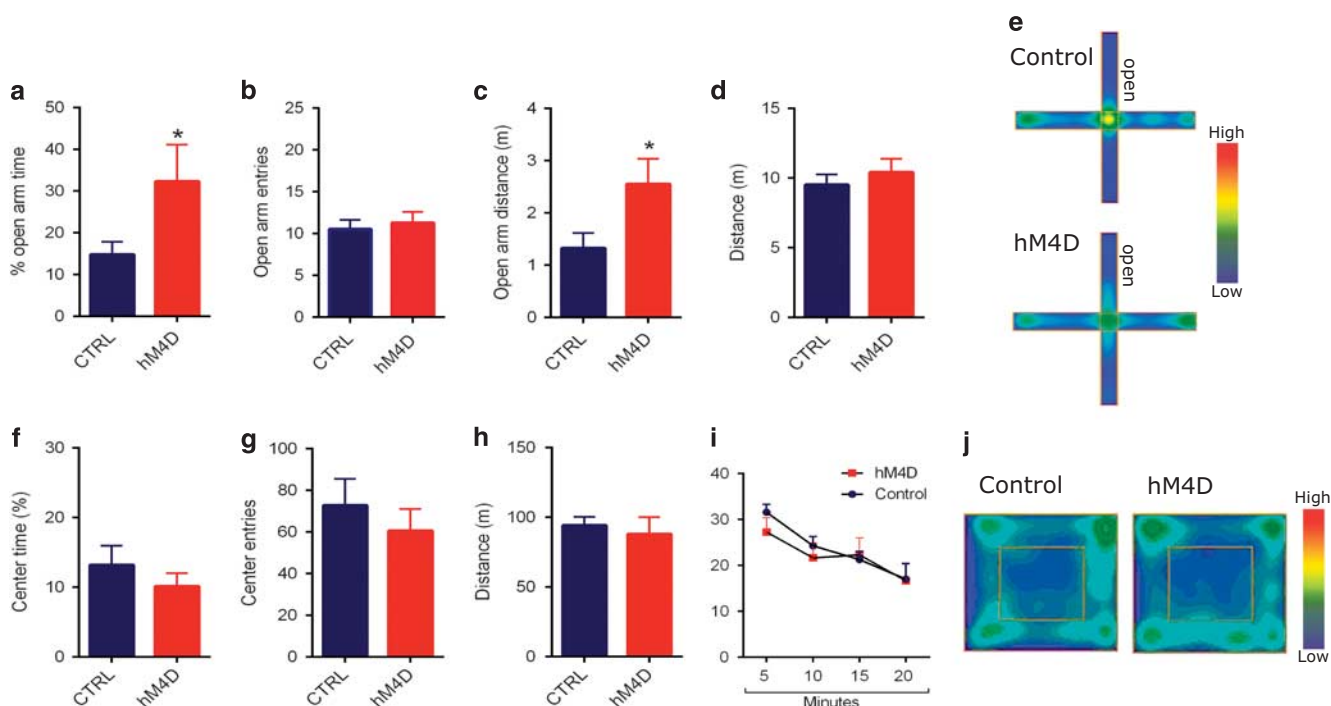 a
% open arm time
50
40
30
20
10
0
*
CTRL
hM4D
b
Open arm entries
25
20
15
10
5
0
CTRL
hM4D
c
Open arm distance (m)
4
3
2
1
0
*
CTRL
hM4D
d
Distance (m)
15
10
5
0
CTRL
hM4D
e
Control
open
hM4D
open
High
Low
f
Center time (%)
30
20
10
0
CTRL
hM4D
g
Center entries
100
80
60
40
20
0
CTRL
hM4D
h
Distance (m)
150
100
50
0
CTRL
hM4D
i
40
30
20
10
0
hM4D
Control
5 10 15 20
Minutes
j
Control
hM4D
High
Low